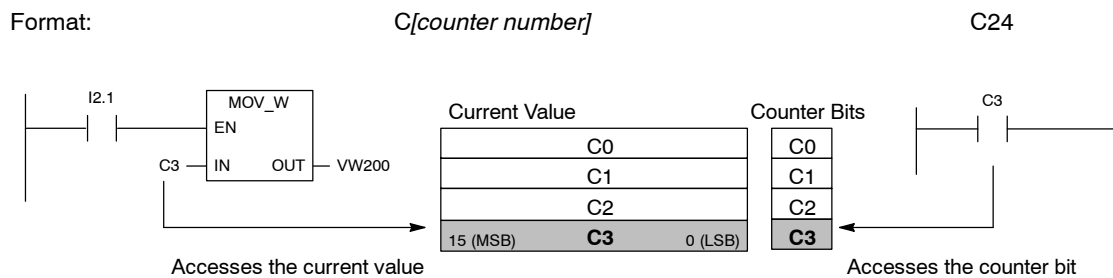 Format: C[counter number] C24
I2.1
MOV_W
EN
C3 IN OUT VW200
Current Value
C0
C1
C2
15 (MSB) C3 0 (LSB)
Counter Bits
C0
C1
C2
C3
C3
Accesses the current value
Accesses the counter bit